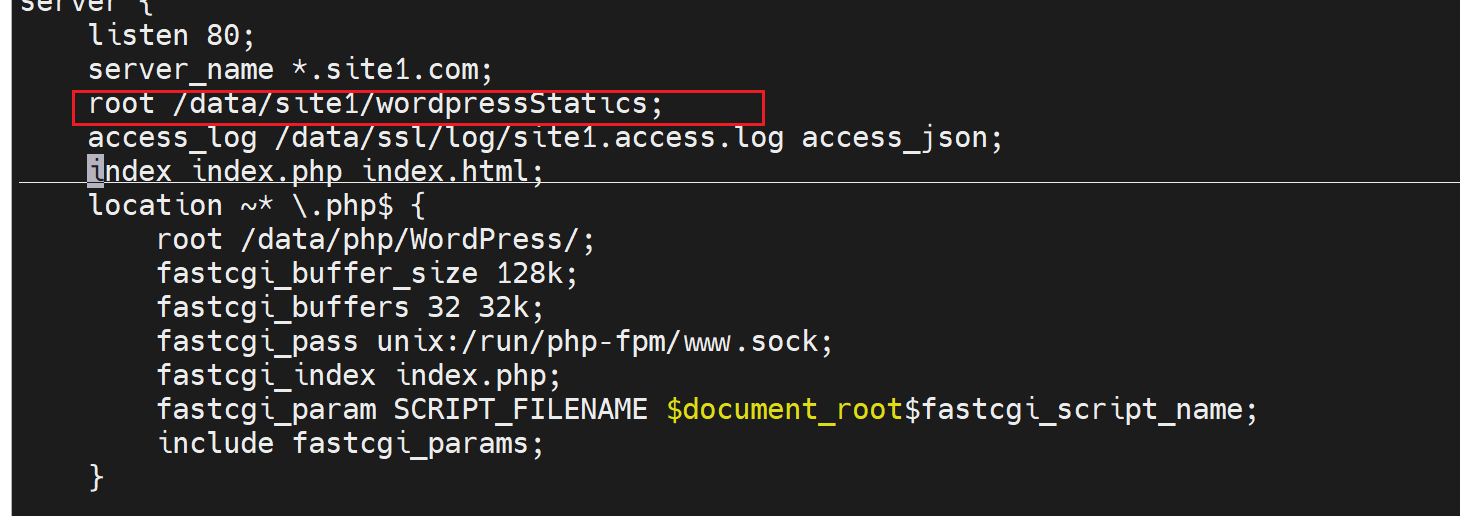 server {
listen 80;
server_name *.site1.com;
root /data/site1/wordpressStatics;
access_log /data/ssl/log/site1.access.log access_json;
index index.php index.html;
location ~* \.php$ {
root /data/php/WordPress/;
fastcgi_buffer_size 128k;
fastcgi_buffers 32 32k;
fastcgi_pass unix:/run/php-fpm/www.sock;
fastcgi_index index.php;
fastcgi_param SCRIPT_FILENAME $document_root$fastcgi_script_name;
include fastcgi_params;
}